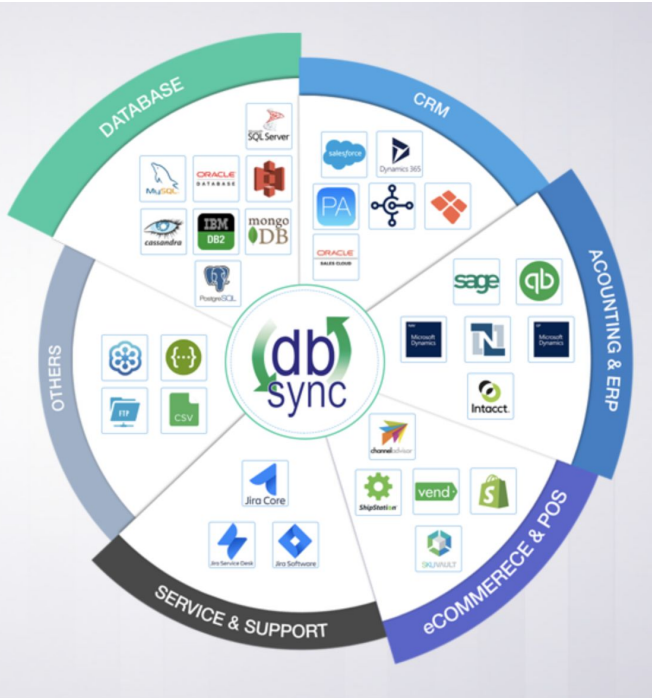 DATABASE
SQL Server
MySQL
ORACLE
DATABASE
cassandra
IBM
DB2
mongo
DB
PostgreSQL
CRM
salesforce
Dynamics 365
PA
ORACLE
SALES CLOUD
ACOUNTING & ERP
sage
qb
Microsoft
Dynamics
N
Microsoft
Dynamics
Intacct.
eCOMMERECE & POS
channeladvisor
ShipStation
vend
S
SKUVAULT
SERVICE & SUPPORT
Jira Core
Jira Service Desk
Jira Software
OTHERS
{··}
FTP
CSV
db
sync